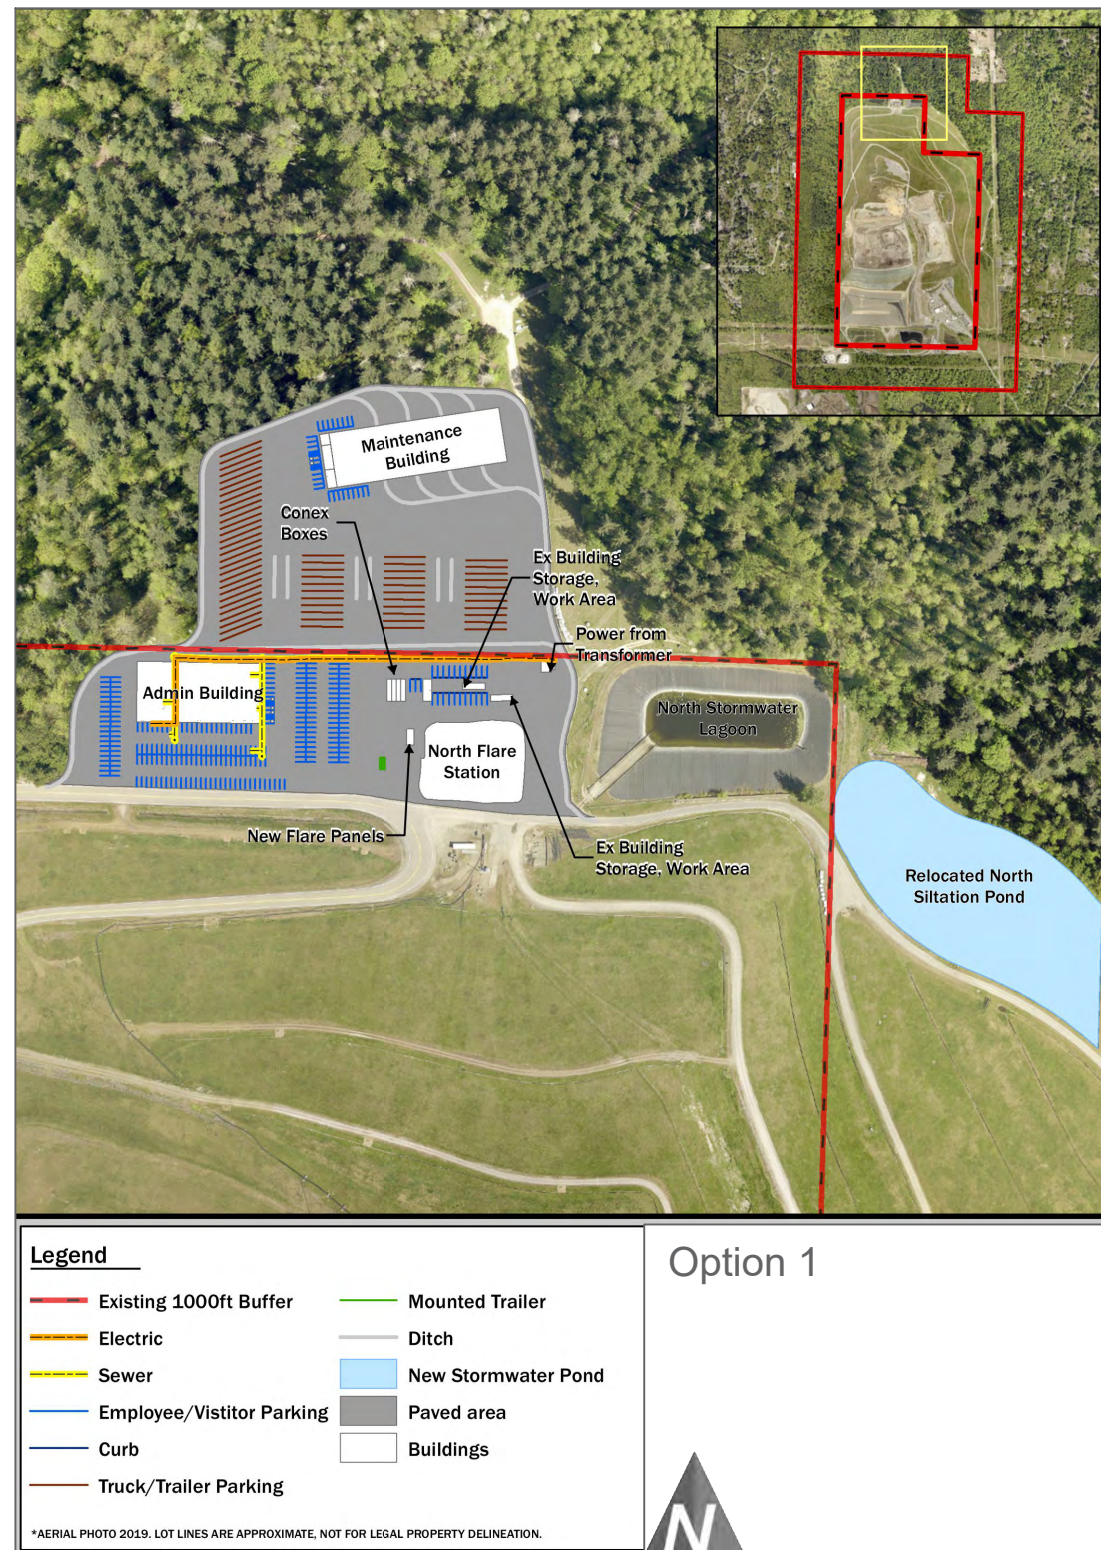 Maintenance
Building
Conex
Boxes
Ex Building
Storage,
Work Area
Power from
Transformer
Admin Building
North Stormwater
Lagoon
North Flare
Station
New Flare Panels
Ex Building
Storage, Work Area
Relocated North
Siltation Pond
Legend
Existing 1000ft Buffer
Electric
Sewer
Employee/Vistitor Parking
Curb
Truck/Trailer Parking
Mounted Trailer
Ditch
New Stormwater Pond
Paved area
Buildings
*AERIAL PHOTO 2019. LOT LINES ARE APPROXIMATE, NOT FOR LEGAL PROPERTY DELINEATION.
Option 1
N